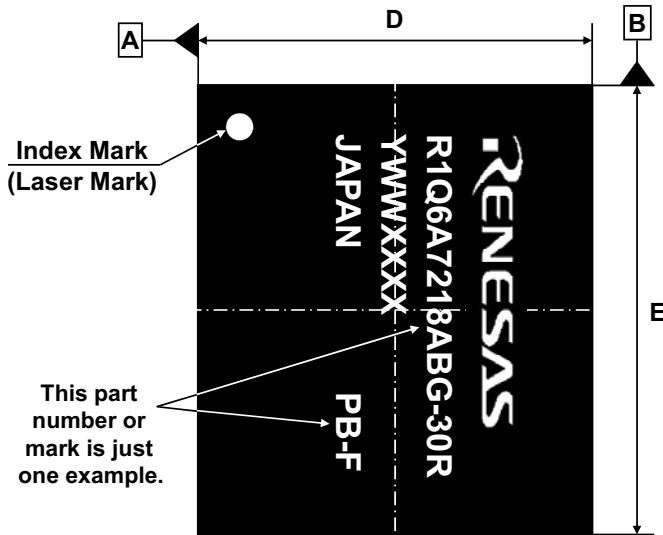 A
D
B
Index Mark
(Laser Mark)
RENESAS
R1Q6A7218ABG-30R
YWWXXXX
JAPAN
PB-F
E
This part
number or
mark is just
one example.